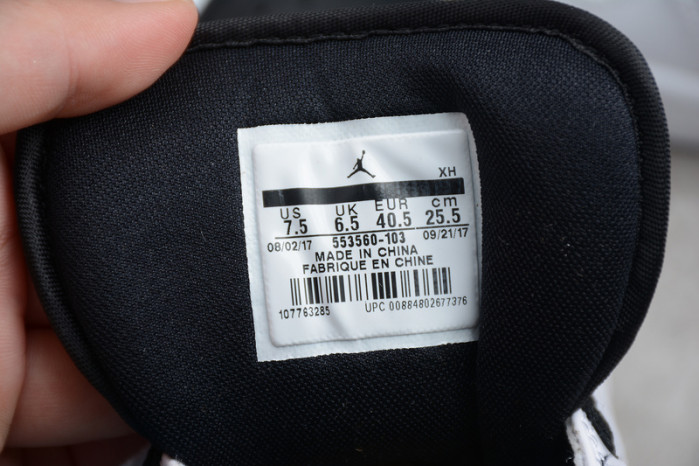 XH
US UK EUR cm
7.5 6.5 40.5 25.5
08/02/17 553560-103 09/21/17
MADE IN CHINA
FABRIQUE EN CHINE
107763285 UPC 00884802677376